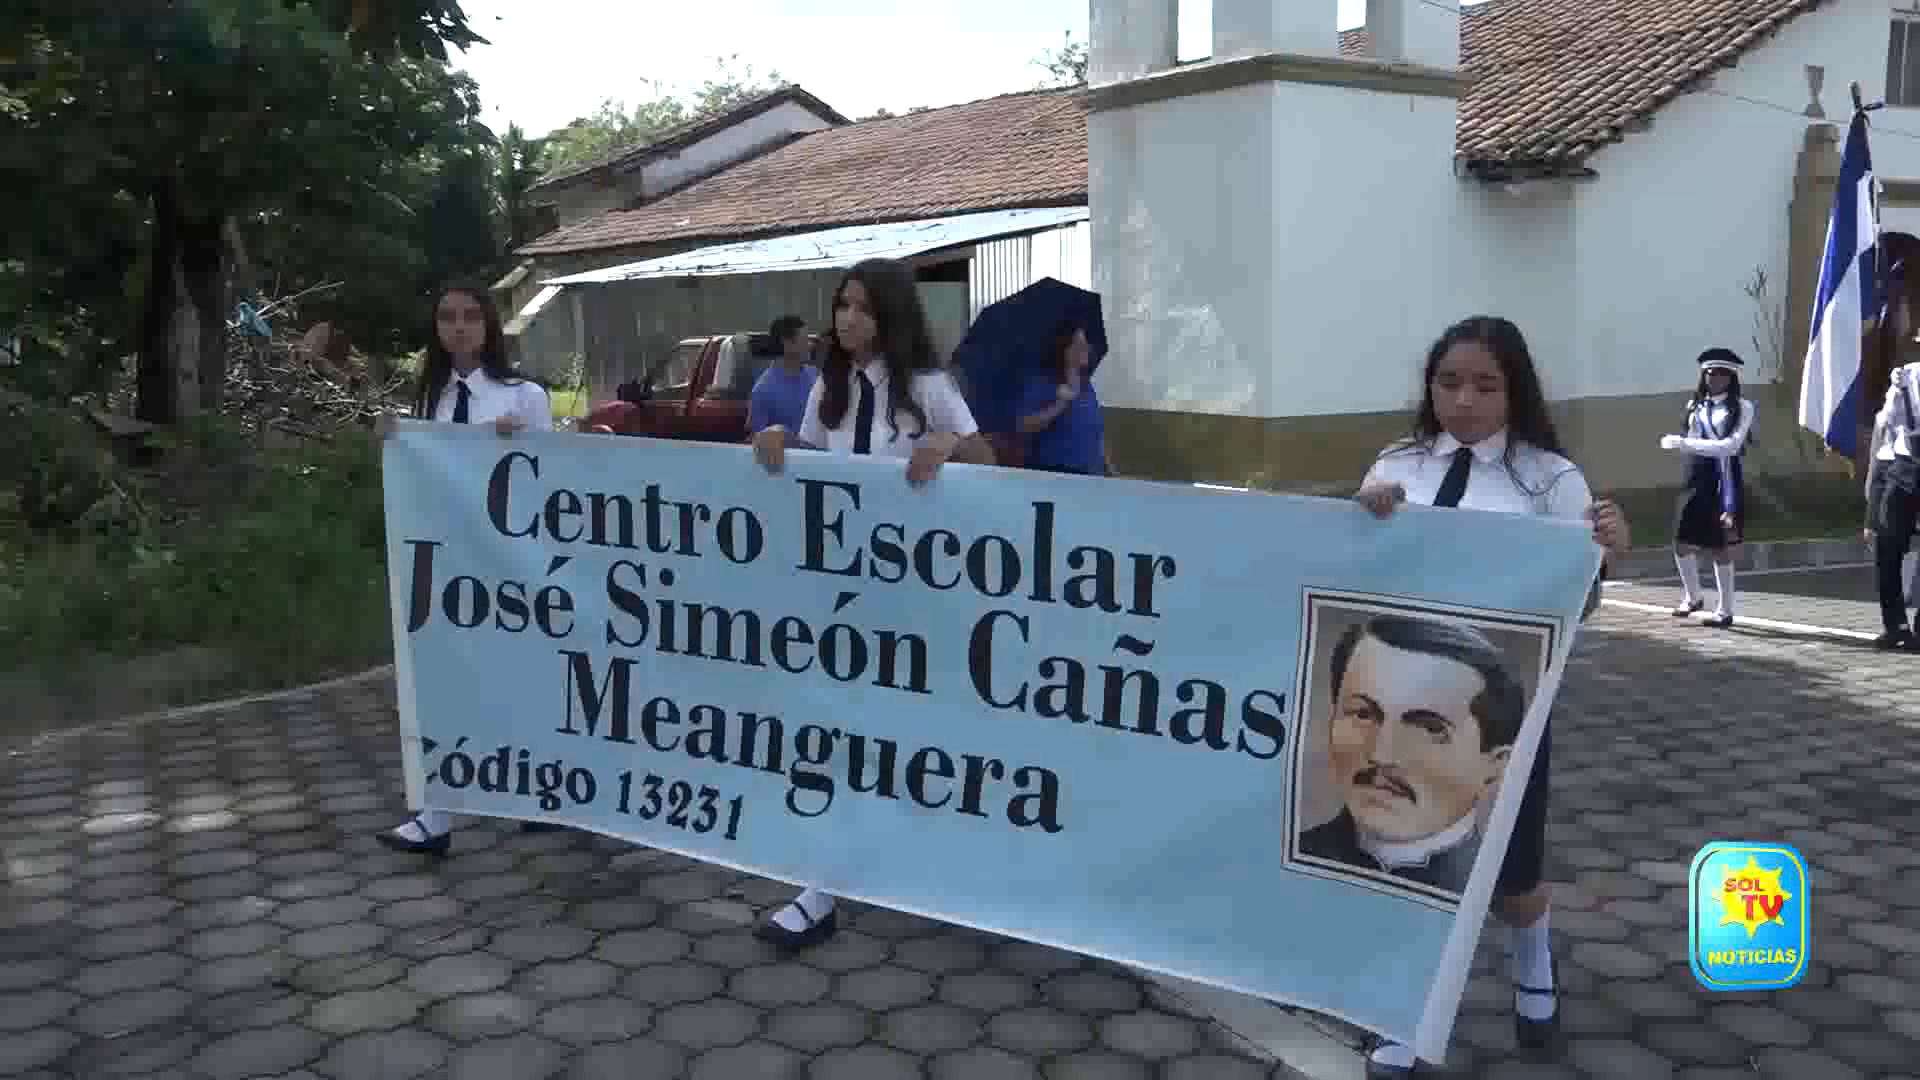 Centro Escolar
José Simeón Cañas
Meanguera
Código 13231
SOL
TV
NOTICIAS